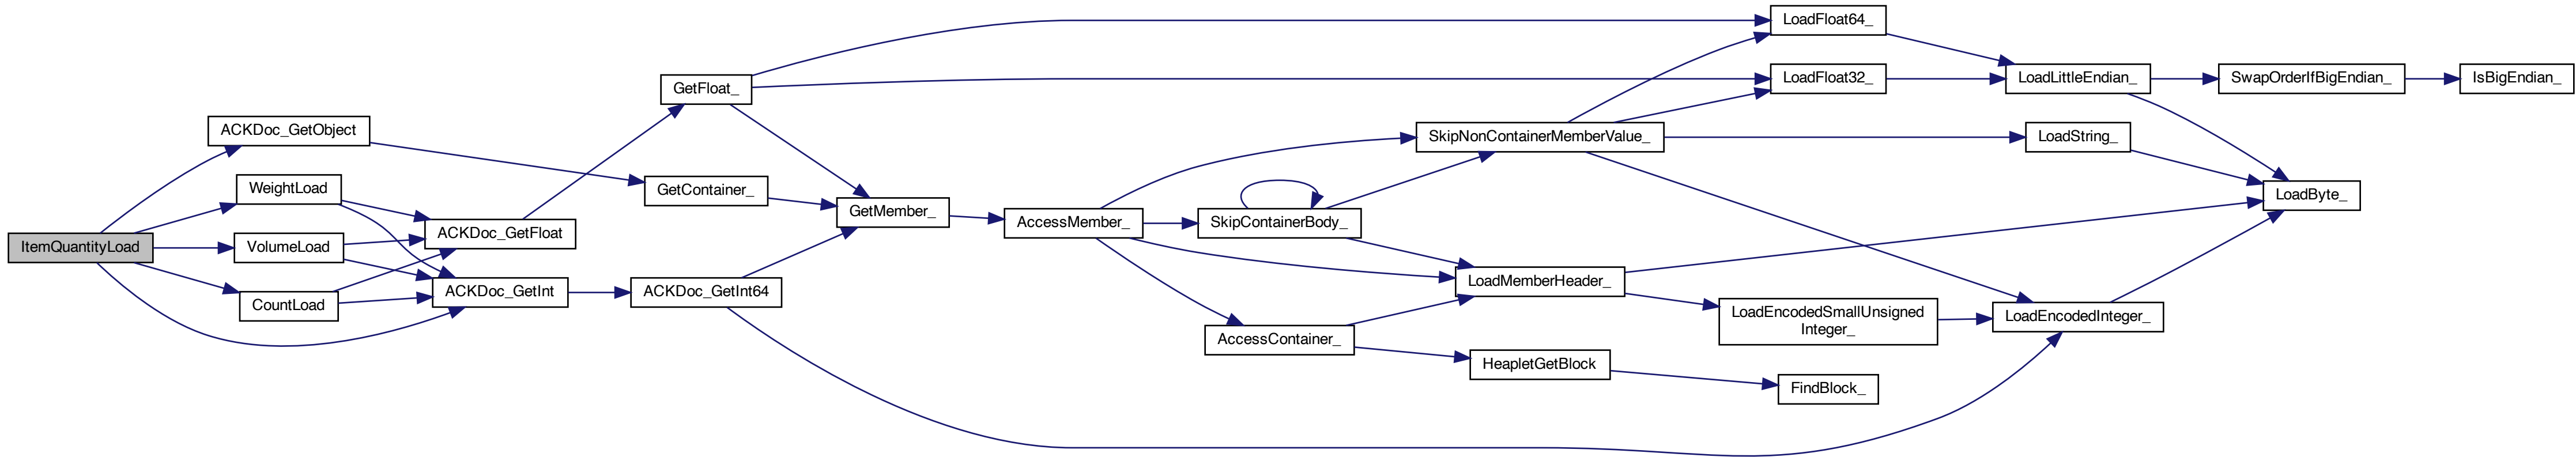 ItemQuantityLoad
ACKDoc_GetObject
WeightLoad
VolumeLoad
CountLoad
ACKDoc_GetFloat
ACKDoc_GetInt
GetFloat_
GetContainer_
ACKDoc_GetInt64
GetMember_
AccessMember_
SkipContainerBody_
AccessContainer_
SkipNonContainerMemberValue_
LoadMemberHeader_
HeapletGetBlock
LoadFloat64_
LoadFloat32_
LoadEncodedSmallUnsigned
Integer_
FindBlock_
LoadLittleEndian_
LoadString_
LoadEncodedInteger_
SwapOrderIfBigEndian_
LoadByte_
IsBigEndian_